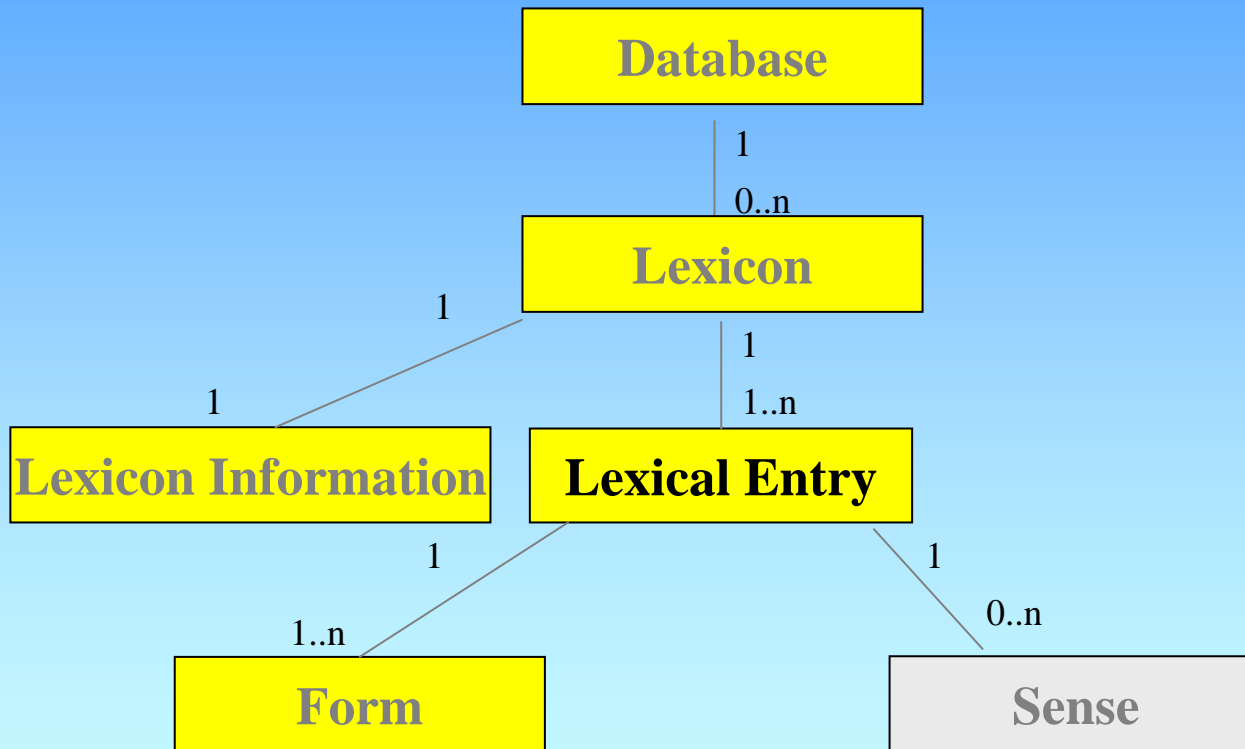 Database
1
0..n
Lexicon
1
1
1
1..n
Lexicon Information
Lexical Entry
1
1
0..n
1..n
Form
Sense